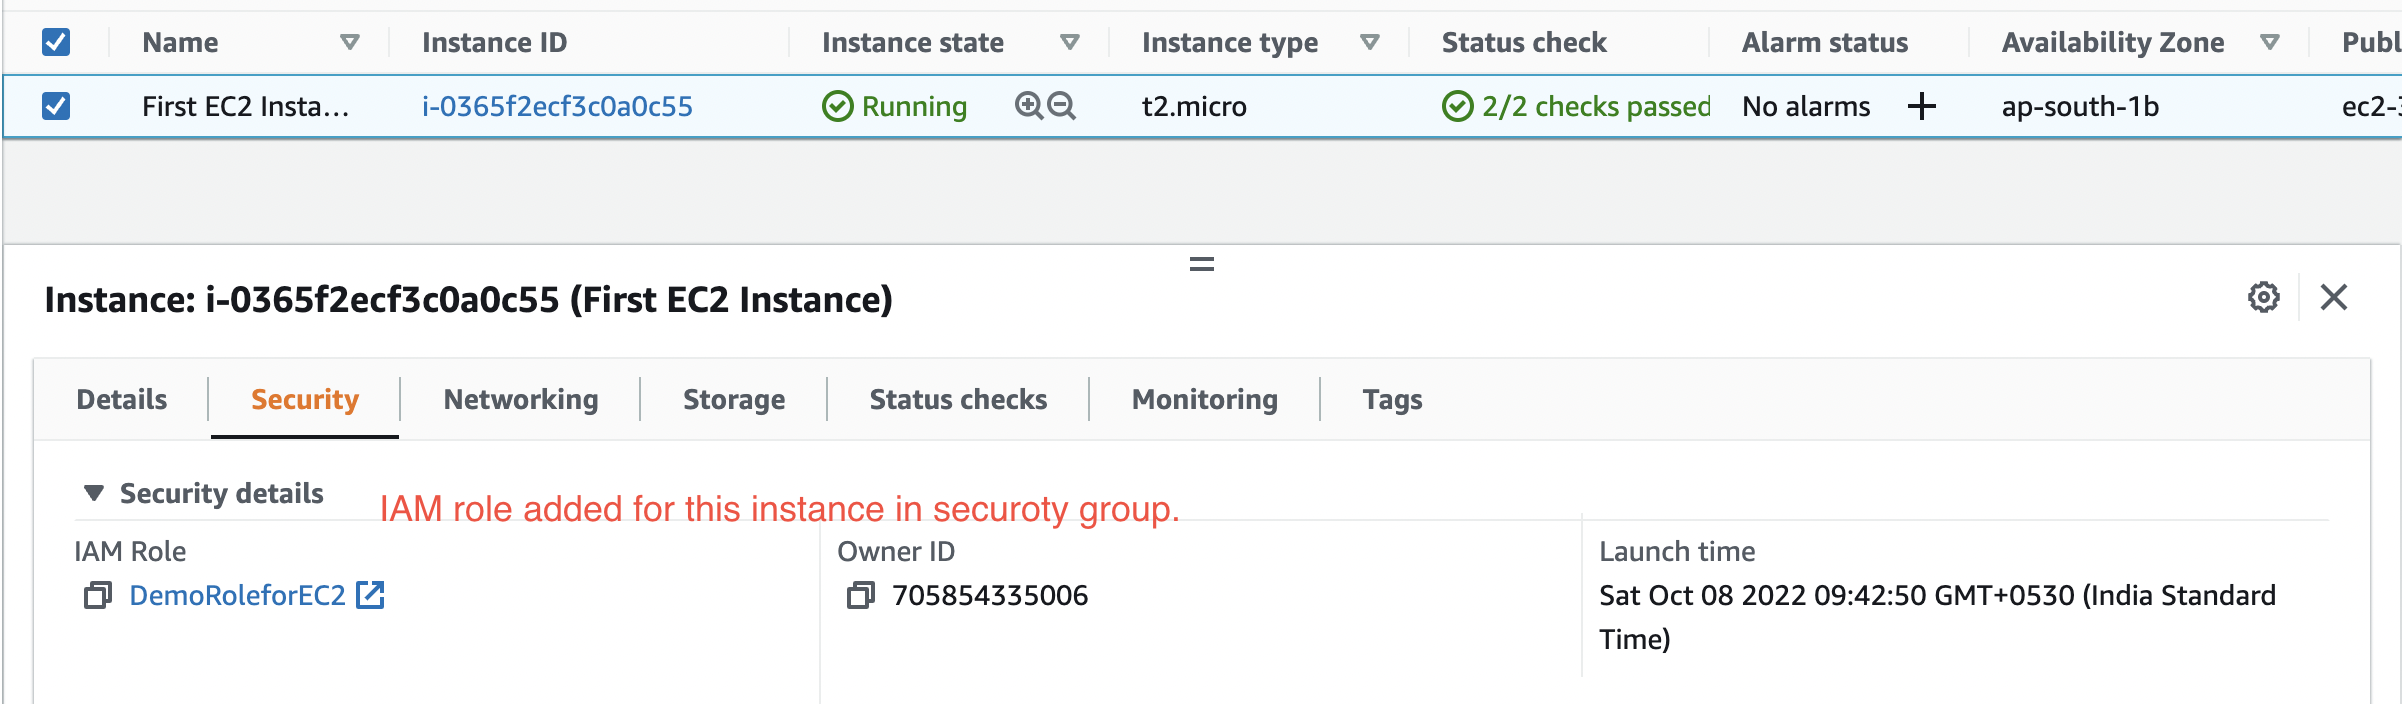 Name Instance ID Instance state Instance type Status check Alarm status Availability Zone Publ
First EC2 Insta... i-0365f2ecf3c0a0c55 Running t2.micro 2/2 checks passed No alarms + ap-south-1b ec2-3
Instance: i-0365f2ecf3c0a0c55 (First EC2 Instance)
Details Security Networking Storage Status checks Monitoring Tags
Security details
IAM role added for this instance in securoty group.
IAM Role Owner ID Launch time
DemoRoleforEC2 705854335006 Sat Oct 08 2022 09:42:50 GMT+0530 (India Standard
Time)